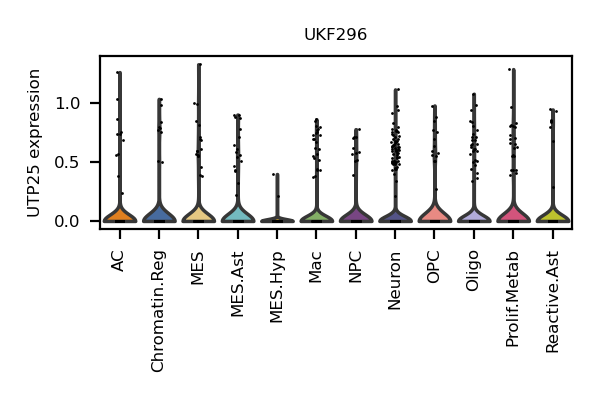 UKF296
UTP25 expression
1.0
0.5
0.0
AC
Chromatin.Reg
MES
MES.Ast
MES.Hyp
Mac
NPC
Neuron
OPC
Oligo
Prolif.Metab
Reactive.Ast